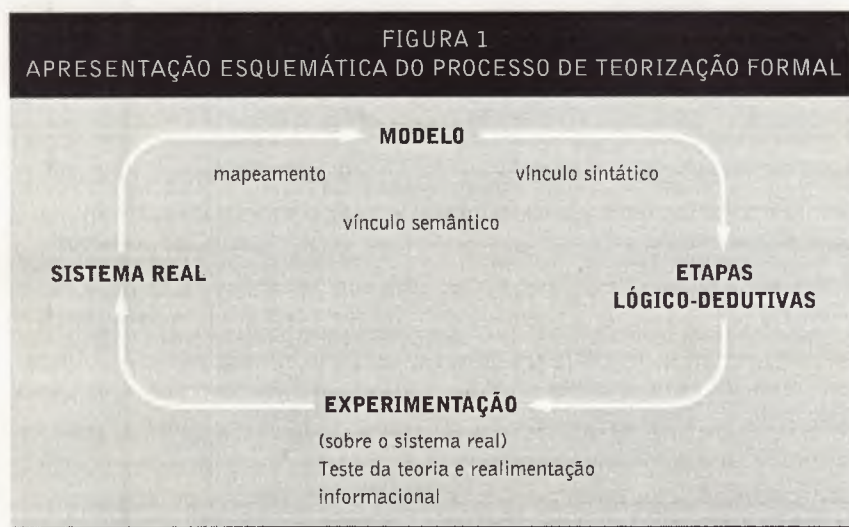 FIGURA 1
APRESENTAÇÃO ESQUEMÁTICA DO PROCESSO DE TEORIZAÇÃO FORMAL
MODELO
mapeamento
vínculo sintático
vínculo semântico
SISTEMA REAL
ETAPAS
LÓGICO-DEDUTIVAS
EXPERIMENTAÇÃO
(sobre o sistema real)
Teste da teoria e realimentação
informacional